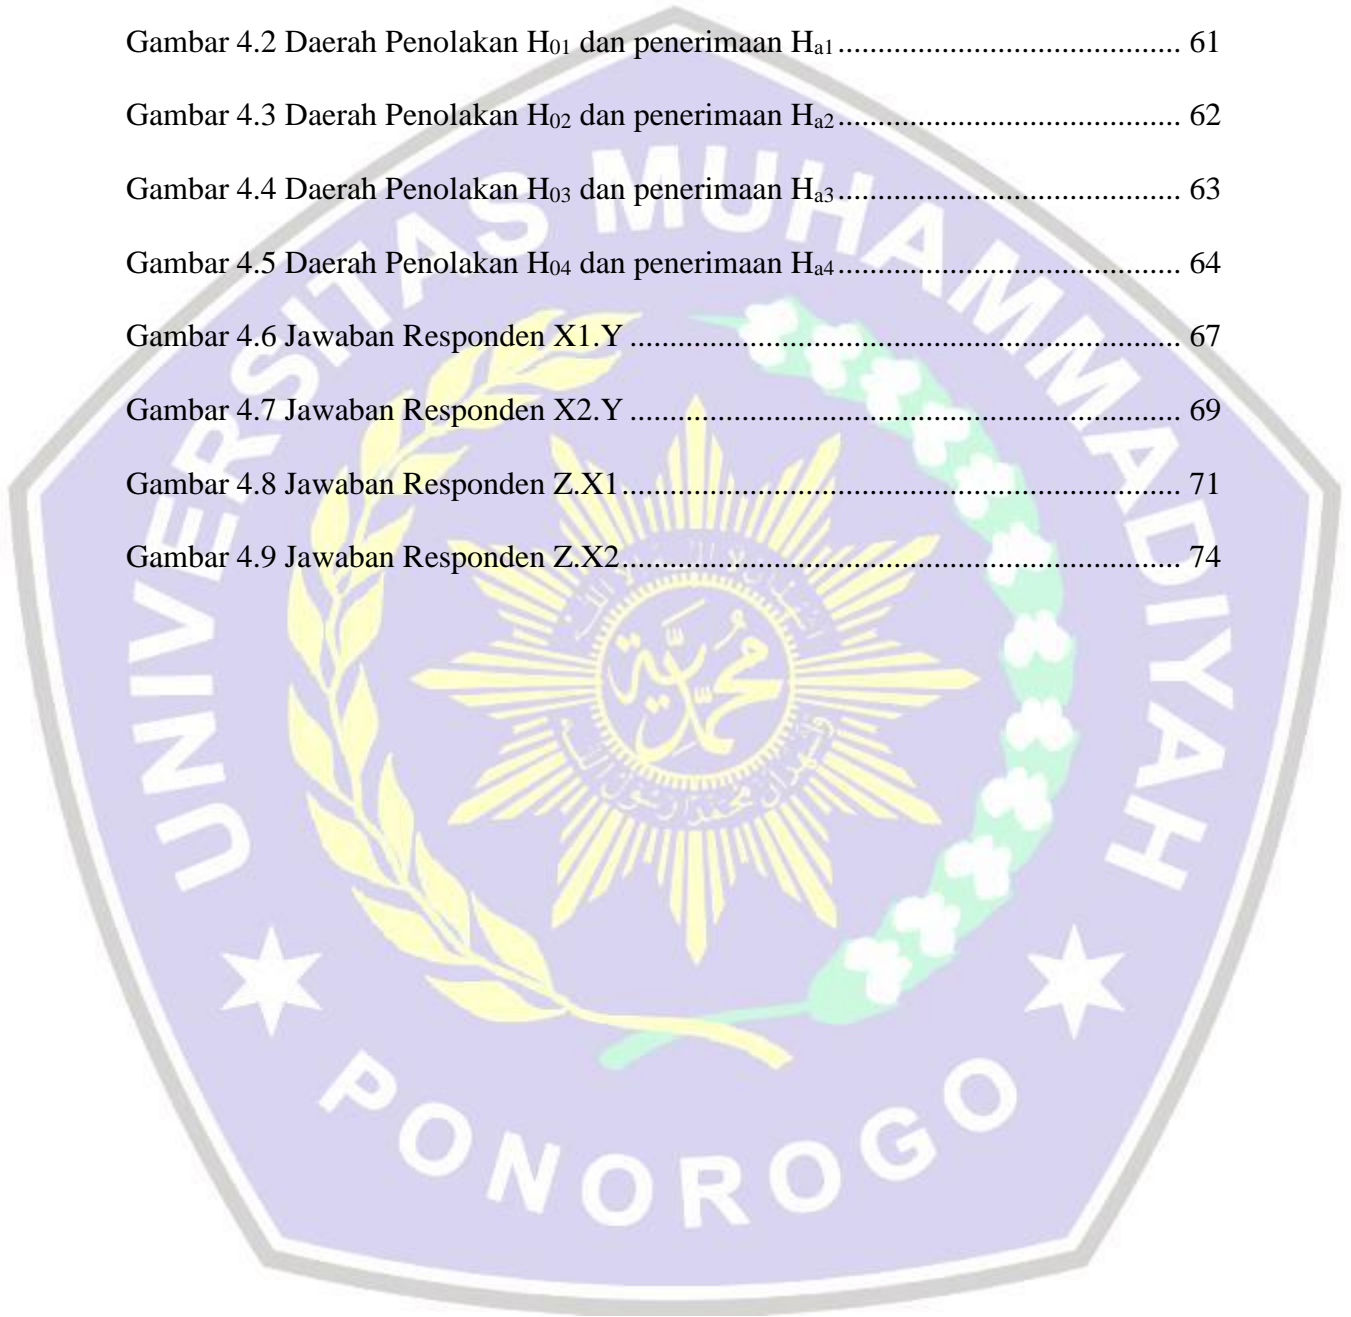 Gambar 4.2 Daerah Penolakan H₀₁ dan penerimaan Hₐ₁........................................... 61
Gambar 4.3 Daerah Penolakan H₀₂ dan penerimaan Hₐ₂........................................... 62
Gambar 4.4 Daerah Penolakan H₀₃ dan penerimaan Hₐ₃........................................... 63
Gambar 4.5 Daerah Penolakan H₀₄ dan penerimaan Hₐ₄........................................... 64
Gambar 4.6 Jawaban Responden X1.Y ..................................................................... 67
Gambar 4.7 Jawaban Responden X2.Y ..................................................................... 69
Gambar 4.8 Jawaban Responden Z.X1...................................................................... 71
Gambar 4.9 Jawaban Responden Z.X2...................................................................... 74
UNIVERSITAS MUHAMMADIYAH
محمدية
PONOROGO